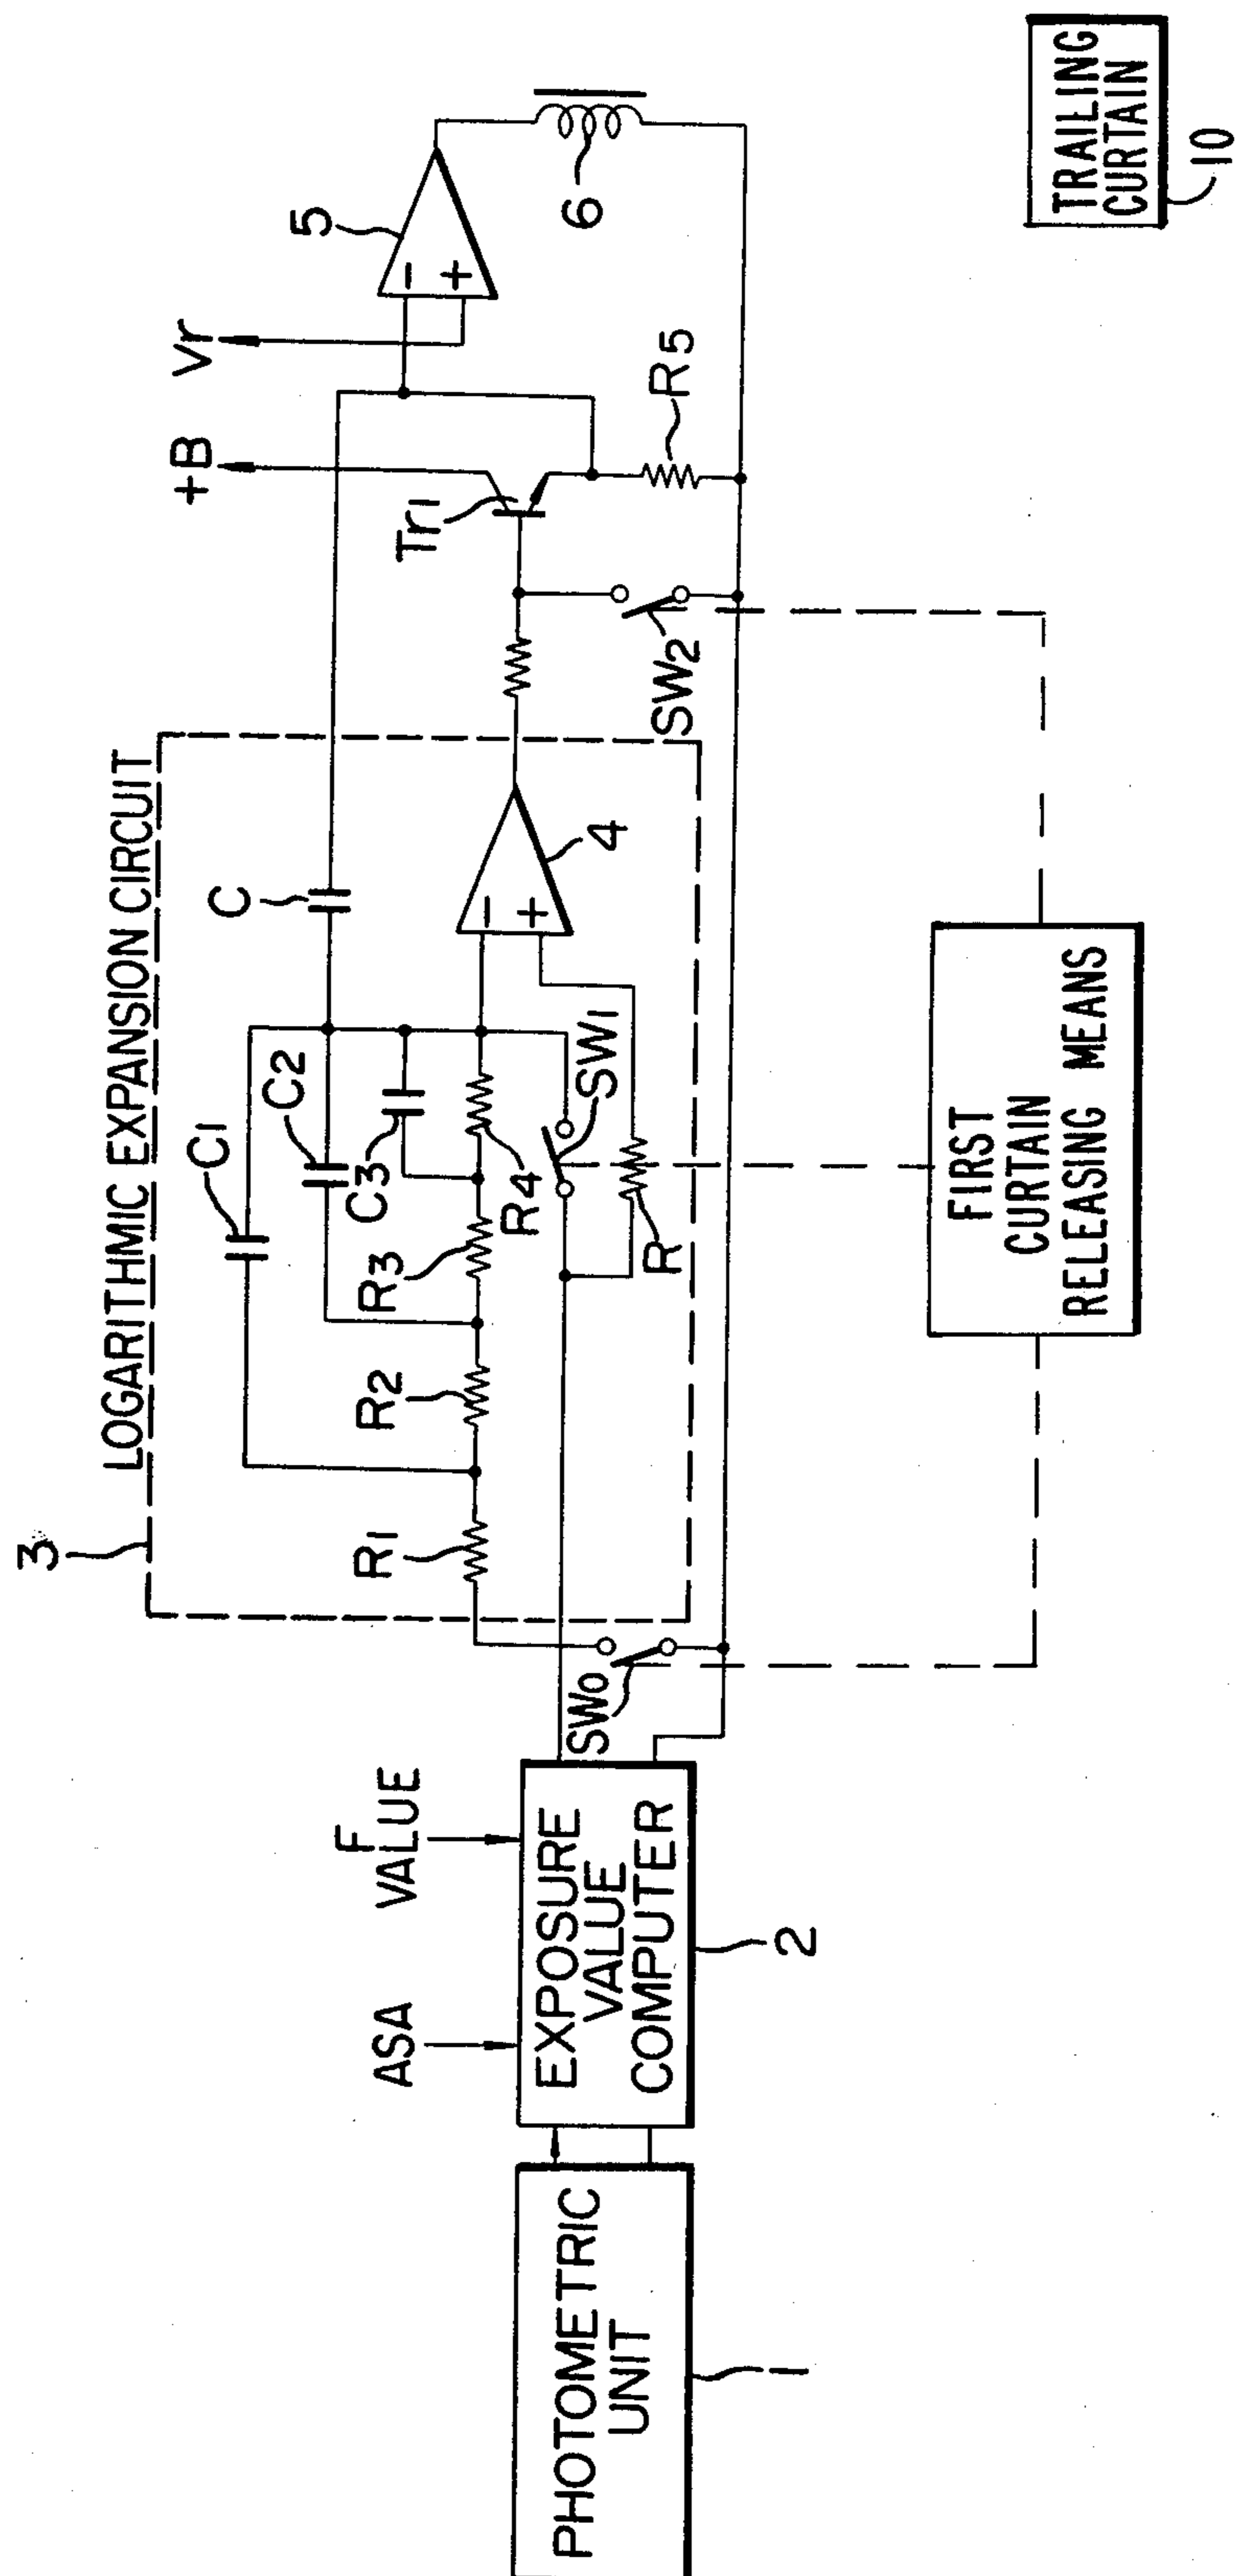 PHOTOMETRIC
UNIT
1
ASA
F
VALUE
EXPOSURE
VALUE
COMPUTER
2
SW0
3
LOGARITHMIC EXPANSION CIRCUIT
R1
R2
R3
R4
C1
C2
C3
C
SW1
R
−
+
4
SW2
Tr1
+B
Vr
R5
5
−
+
6
FIRST
CURTAIN
RELEASING MEANS
TRAILING
CURTAIN
10